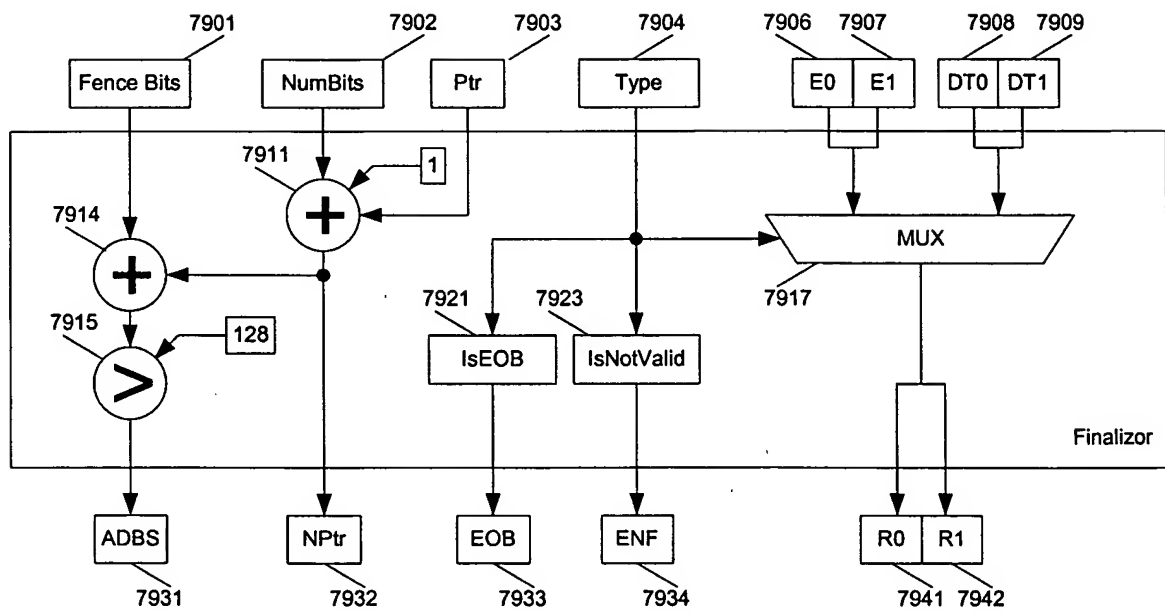 7901 7902 7903 7904 7906 7907 7908 7909
Fence Bits NumBits Ptr Type E0 E1 DT0 DT1
7911 1
+
7914
+ MUX
7917
7915 128 7921 7923
> IsEOB IsNotValid
Finalizor
ADBS NPtr EOB ENF R0 R1
7931 7932 7933 7934 7941 7942